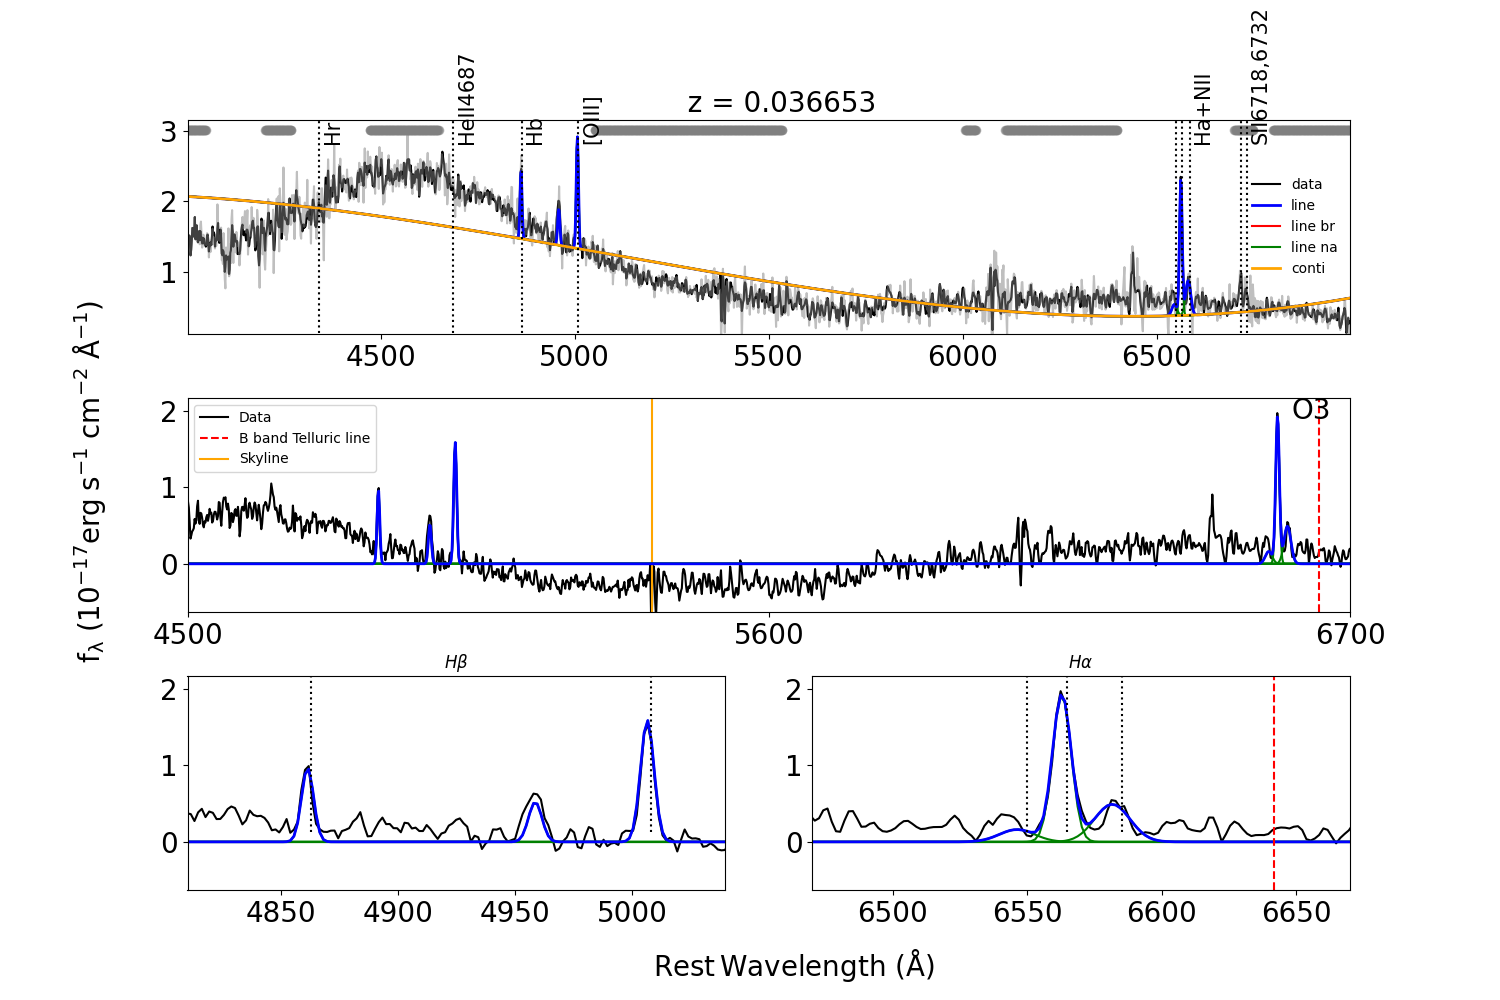 z = 0.036653
Hr
HeII4687
Hb
[OIII]
Ha+NII
SII6718,6732
3
2
1
data
line
line br
line na
conti
4500 5000 5500 6000 6500
2
1
0
Data
B band Telluric line
Skyline
O3
4500 5600 6700
fλ (10⁻¹⁷erg s⁻¹ cm⁻² Å⁻¹)
Hβ
2
1
0
4850 4900 4950 5000
Hα
2
1
0
6500 6550 6600 6650
Rest Wavelength (Å)